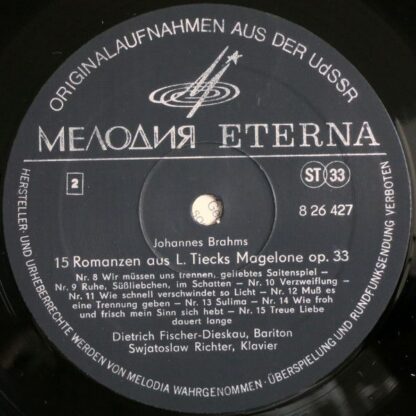 ORIGINALAUFNAHMEN AUS DER UdSSR
МЕЛОДИЯ ETERNA
2
ST 33
8 26 427
Johannes Brahms
15 Romanzen aus L. Tiecks Magelone op. 33
Nr. 8 Wir müssen uns trennen, geliebtes Saitenspiel –
Nr. 9 Ruhe, Süßliebchen, im Schatten – Nr. 10 Verzweiflung –
Nr. 11 Wie schnell verschwindet so Licht – Nr. 12 Muß es
eine Trennung geben – Nr. 13 Sulima – Nr. 14 Wie froh
und frisch mein Sinn sich hebt – Nr. 15 Treue Liebe
dauert lange
Dietrich Fischer-Dieskau, Bariton
Swjatoslaw Richter, Klavier
HERSTELLER- UND URHEBERRECHTE WERDEN VON MELODIA WAHRGENOMMEN · ÜBERSPIELUNG UND RUNDFUNKSENDUNG VERBOTEN